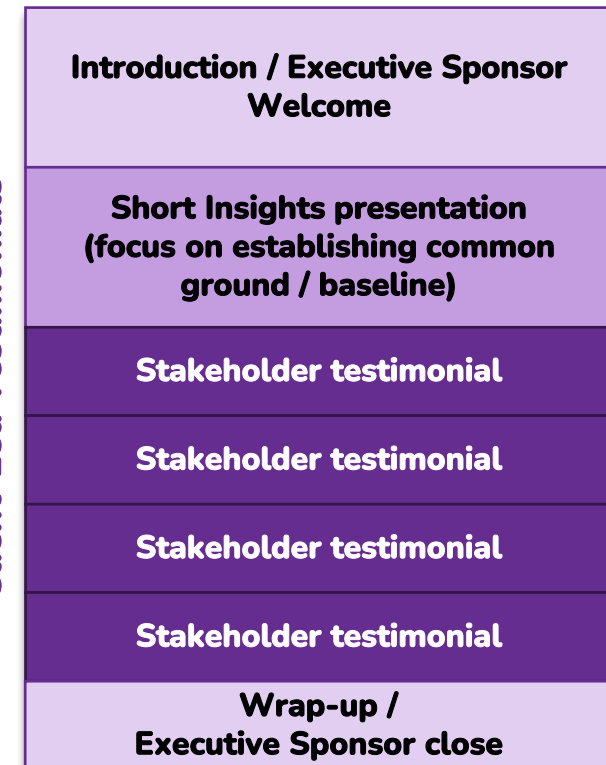 Introduction / Executive Sponsor
Welcome
Short Insights presentation
(focus on establishing common
ground / baseline)
Stakeholder testimonial
Stakeholder testimonial
Stakeholder testimonial
Stakeholder testimonial
Wrap-up /
Executive Sponsor close